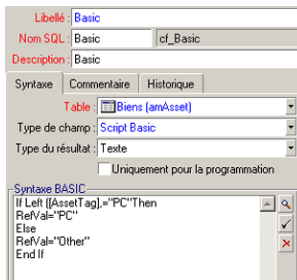 Libellé : Basic
Nom SQL : Basic cf_Basic
Description : Basic
Syntaxe Commentaire Historique
Table : Biens (amAsset)
Type de champ : Script Basic
Type du résultat : Texte
Uniquement pour la programmation
Syntaxe BASIC
If Left ([AssetTag],="PC"Then
RefVal="PC"
Else
RefVal="Other"
End If